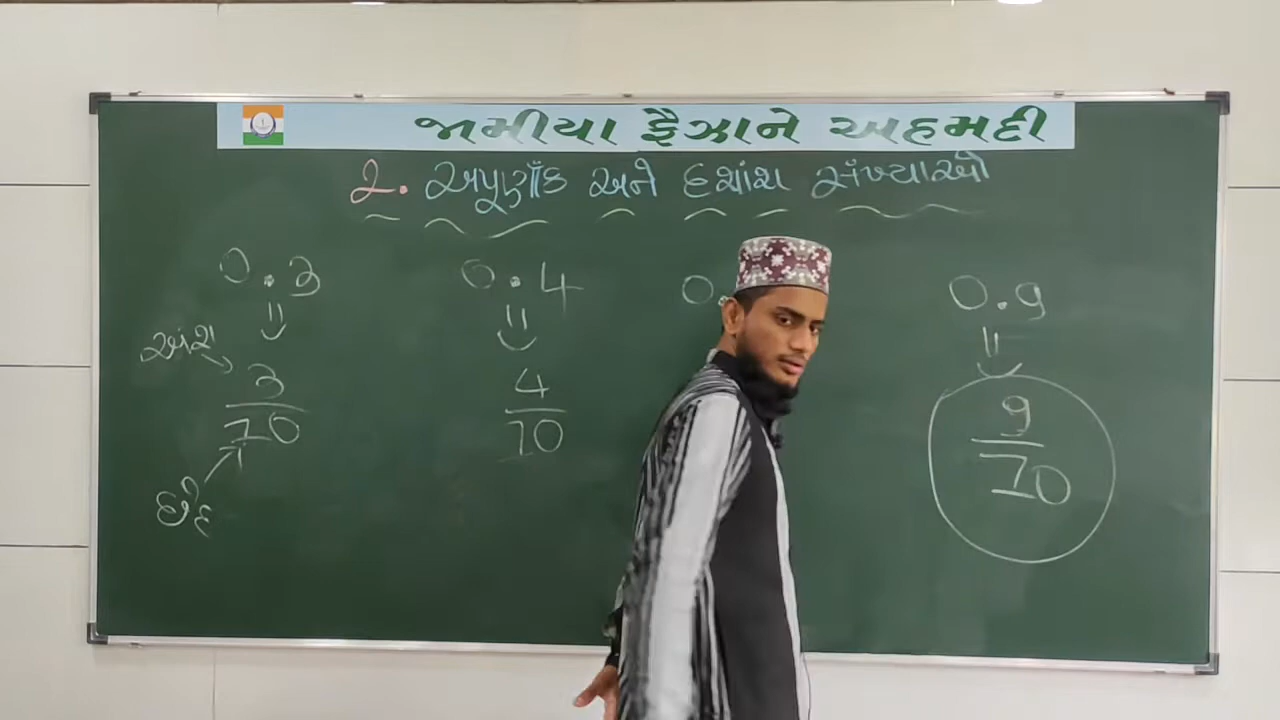 જામીયા ફૈઝાને અહમદી
2. અપૂર્ણાંક અને દશાંશ સંખ્યાઓ
0.3 0.4 0. 0.9
અંશ
3/10 4/10 9/10
છેદ